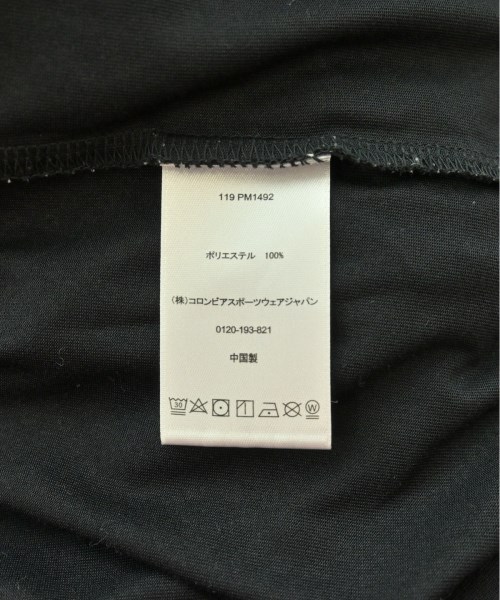 119 PM1492
ポリエステル 100%
(株)コロンビアスポーツウェアジャパン
0120-193-821
中国製
30 W